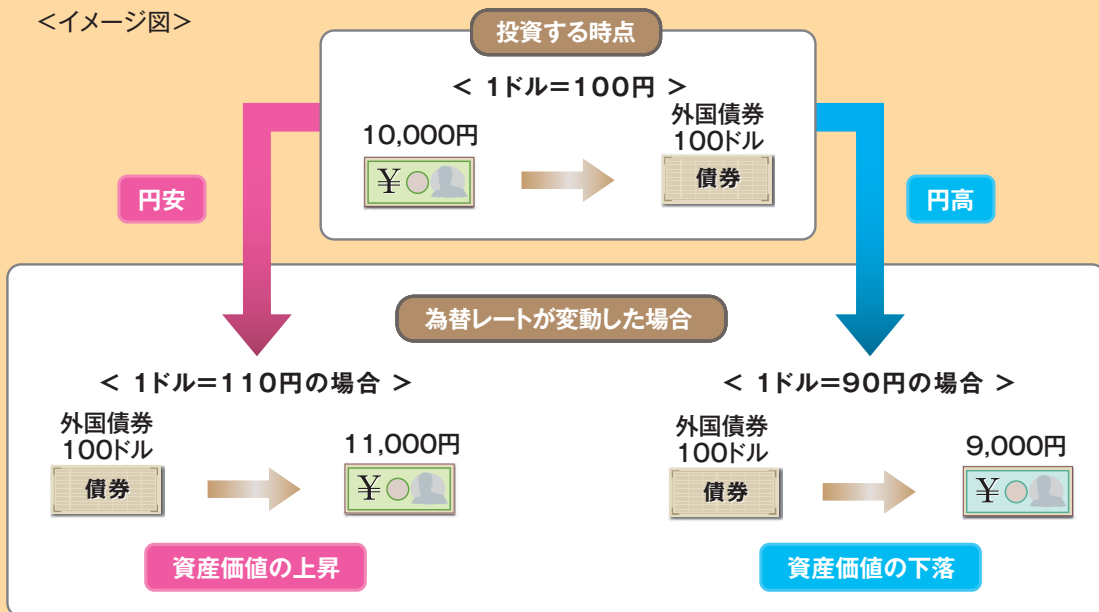 ＜イメージ図＞
投資する時点
＜ 1ドル＝100円 ＞
10,000円
外国債券
100ドル
¥
債券
円安
円高
為替レートが変動した場合
＜ 1ドル＝110円の場合 ＞
外国債券
100ドル
債券
11,000円
¥
資産価値の上昇
＜ 1ドル＝90円の場合 ＞
外国債券
100ドル
債券
9,000円
¥
資産価値の下落